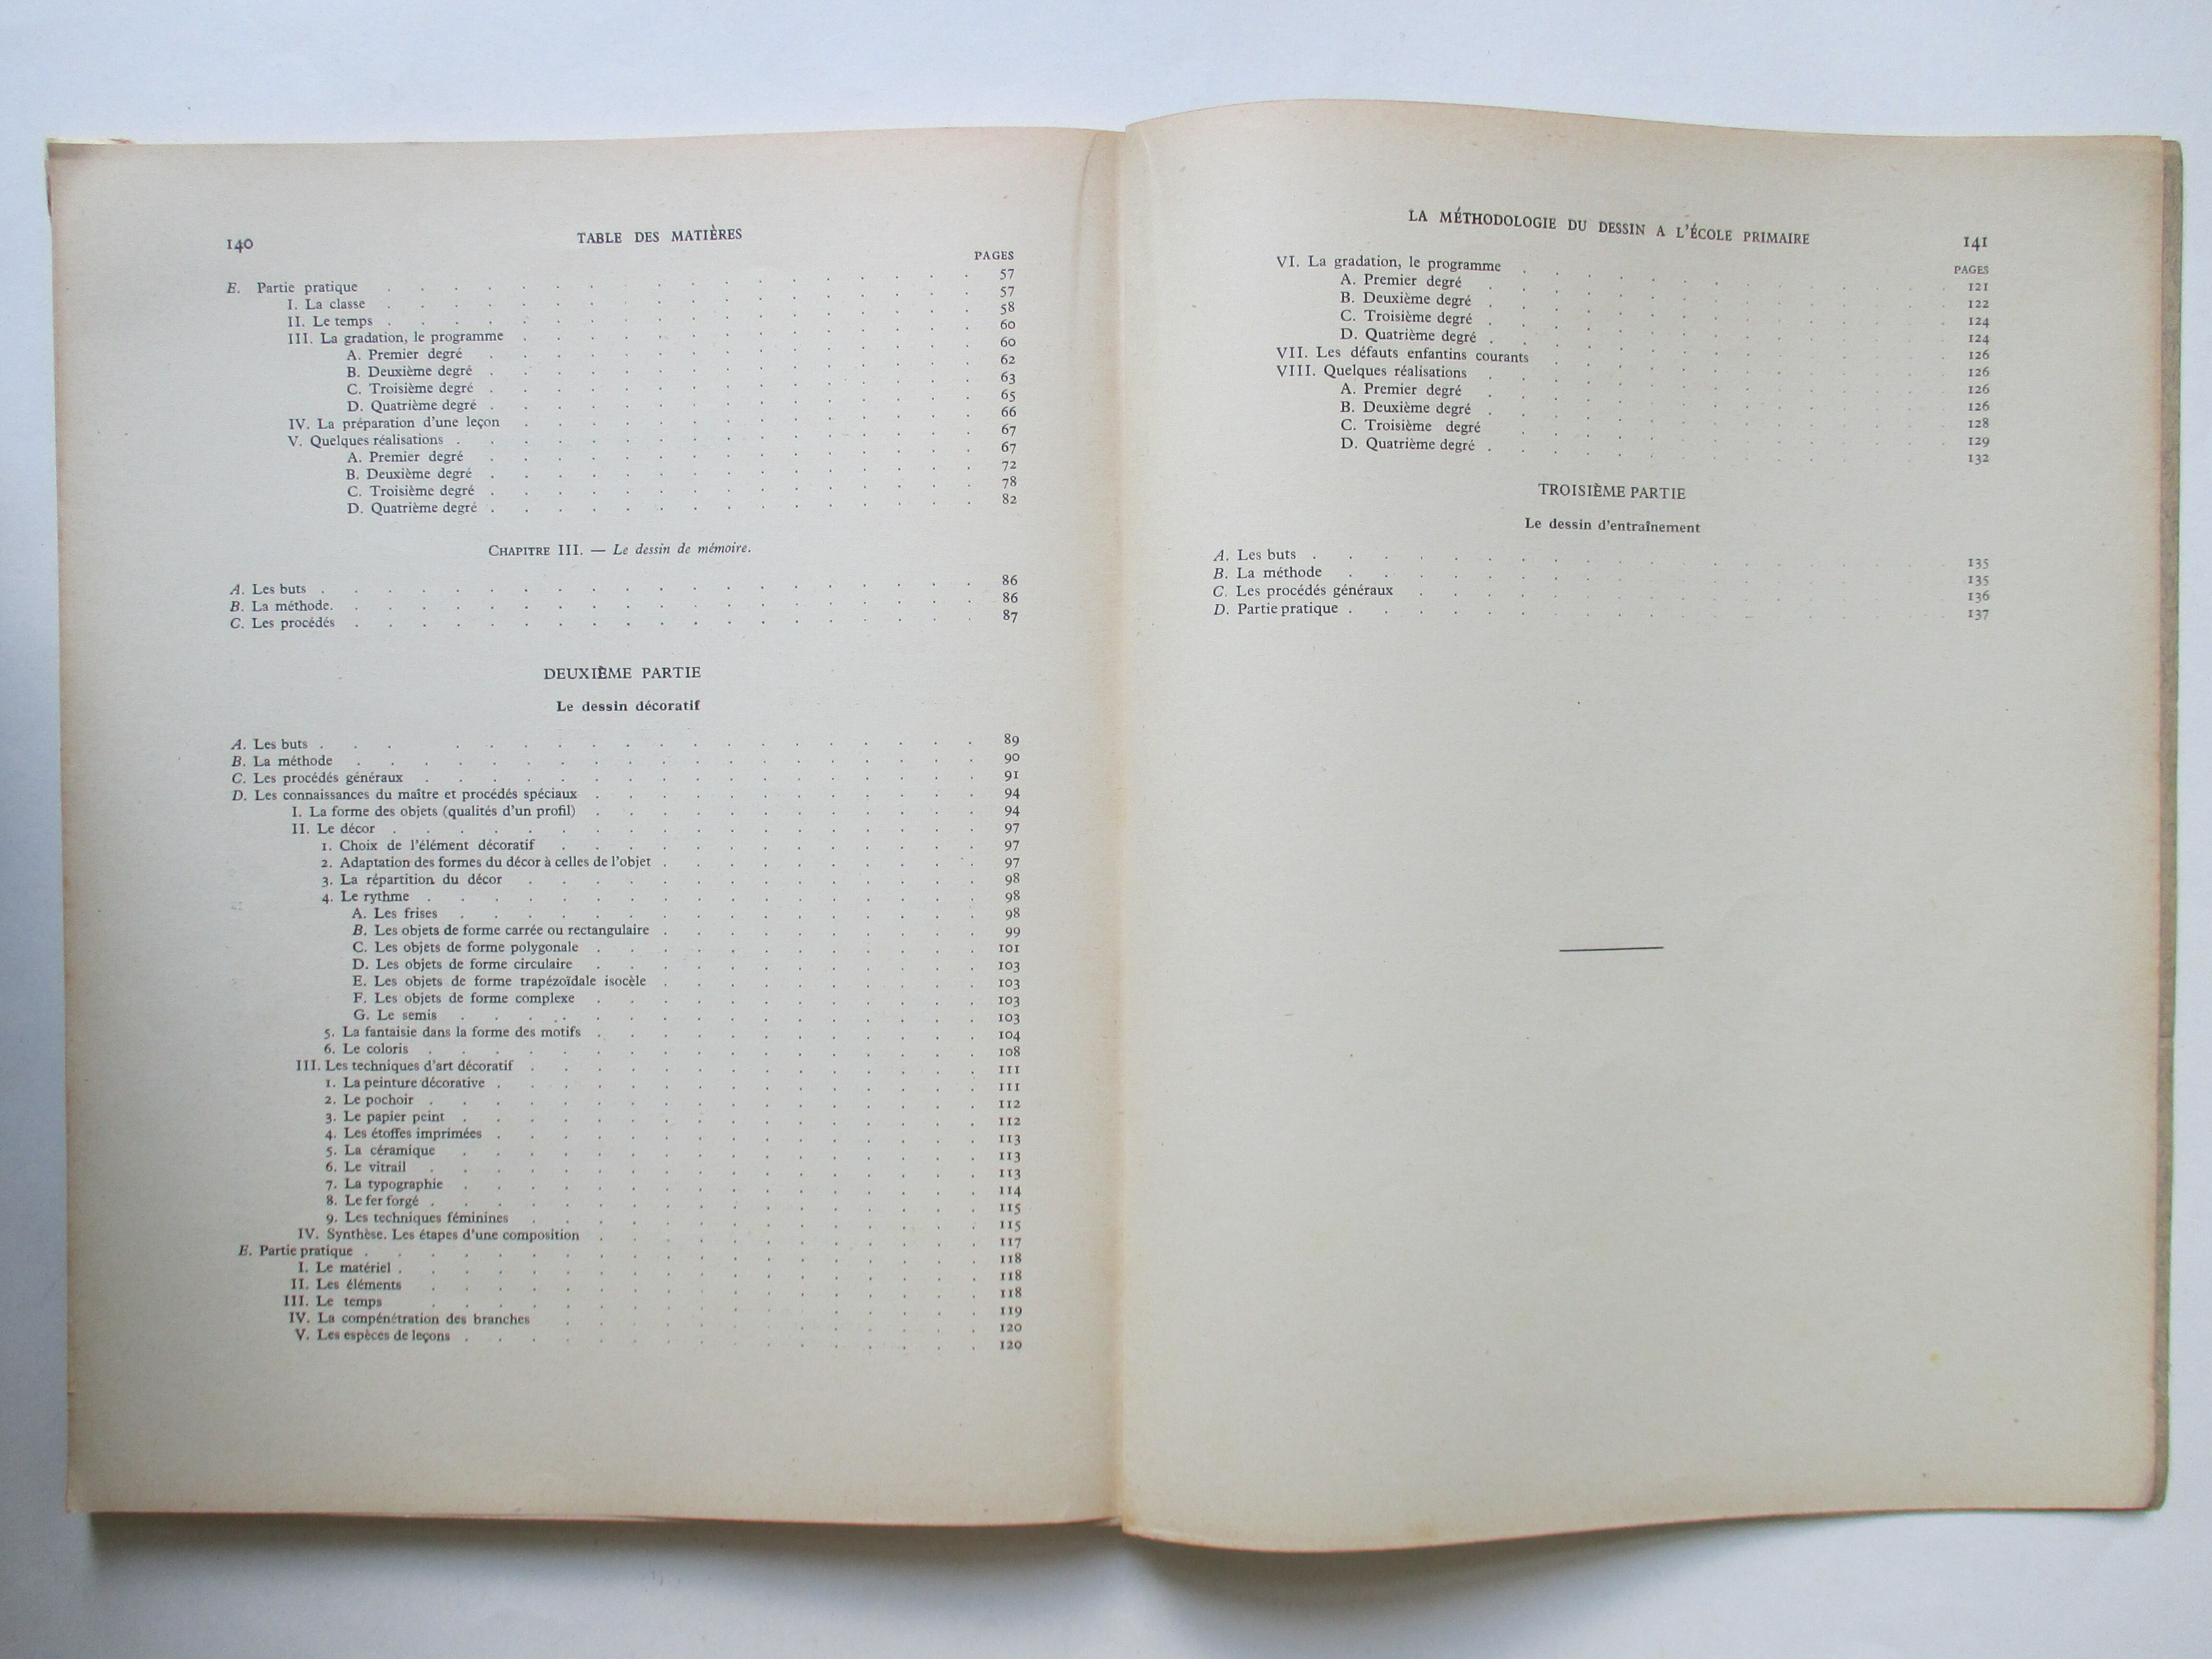 140
TABLE DES MATIÈRES
PAGES
E. Partie pratique . . . . . . . . . . 57
I. La classe . . . . . . . . . . 57
II. Le temps . . . . . . . . . . 58
III. La gradation, le programme . . . . . . . . . . 60
A. Premier degré . . . . . . . . . . 60
B. Deuxième degré . . . . . . . . . . 62
C. Troisième degré . . . . . . . . . . 63
D. Quatrième degré . . . . . . . . . . 65
IV. La préparation d'une leçon . . . . . . . . . . 66
V. Quelques réalisations . . . . . . . . . . 67
A. Premier degré . . . . . . . . . . 67
B. Deuxième degré . . . . . . . . . . 72
C. Troisième degré . . . . . . . . . . 78
D. Quatrième degré . . . . . . . . . . 82
CHAPITRE III. — Le dessin de mémoire.
A. Les buts . . . . . . . . . . 86
B. La méthode. . . . . . . . . . . 86
C. Les procédés . . . . . . . . . . 87
DEUXIÈME PARTIE
Le dessin décoratif
A. Les buts . . . . . . . . . . 89
B. La méthode . . . . . . . . . . 90
C. Les procédés généraux . . . . . . . . . . 91
D. Les connaissances du maître et procédés spéciaux . . . . . . . . . . 94
I. La forme des objets (qualités d'un profil) . . . . . . . . . . 94
II. Le décor . . . . . . . . . . 97
1. Choix de l'élément décoratif . . . . . . . . . . 97
2. Adaptation des formes du décor à celles de l'objet . . . . . . . . . . 97
3. La répartition du décor . . . . . . . . . . 98
4. Le rythme . . . . . . . . . . 98
A. Les frises . . . . . . . . . . 98
B. Les objets de forme carrée ou rectangulaire . . . . . . . . . . 99
C. Les objets de forme polygonale . . . . . . . . . . 101
D. Les objets de forme circulaire . . . . . . . . . . 103
E. Les objets de forme trapézoïdale isocèle . . . . . . . . . . 103
F. Les objets de forme complexe . . . . . . . . . . 103
G. Le semis . . . . . . . . . . 103
5. La fantaisie dans la forme des motifs . . . . . . . . . . 104
6. Le coloris . . . . . . . . . . 108
III. Les techniques d'art décoratif . . . . . . . . . . 111
1. La peinture décorative . . . . . . . . . . 111
2. Le pochoir . . . . . . . . . . 112
3. Le papier peint . . . . . . . . . . 112
4. Les étoffes imprimées . . . . . . . . . . 113
5. La céramique . . . . . . . . . . 113
6. Le vitrail . . . . . . . . . . 113
7. La typographie . . . . . . . . . . 114
8. Le fer forgé . . . . . . . . . . 115
9. Les techniques féminines . . . . . . . . . . 115
IV. Synthèse. Les étapes d'une composition . . . . . . . . . . 117
E. Partie pratique . . . . . . . . . . 118
I. Le matériel . . . . . . . . . . 118
II. Les éléments . . . . . . . . . . 118
III. Le temps . . . . . . . . . . 119
IV. La compénétration des branches . . . . . . . . . . 120
V. Les espèces de leçons . . . . . . . . . . 120
LA MÉTHODOLOGIE DU DESSIN A L'ÉCOLE PRIMAIRE
141
PAGES
VI. La gradation, le programme . . . . . . . . . . 121
A. Premier degré . . . . . . . . . . 122
B. Deuxième degré . . . . . . . . . . 124
C. Troisième degré . . . . . . . . . . 124
D. Quatrième degré . . . . . . . . . . 126
VII. Les défauts enfantins courants . . . . . . . . . . 126
VIII. Quelques réalisations . . . . . . . . . . 126
A. Premier degré . . . . . . . . . . 126
B. Deuxième degré . . . . . . . . . . 128
C. Troisième degré . . . . . . . . . . 129
D. Quatrième degré . . . . . . . . . . 132
TROISIÈME PARTIE
Le dessin d'entraînement
A. Les buts . . . . . . . . . . 135
B. La méthode . . . . . . . . . . 135
C. Les procédés généraux . . . . . . . . . . 136
D. Partie pratique . . . . . . . . . . 137